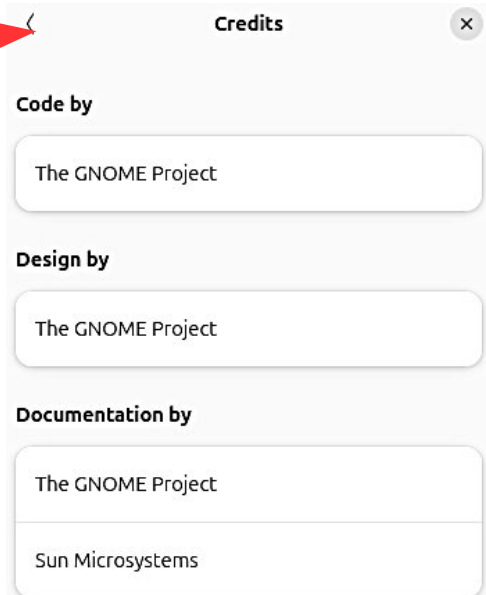 Credits
Code by
The GNOME Project
Design by
The GNOME Project
Documentation by
The GNOME Project
Sun Microsystems